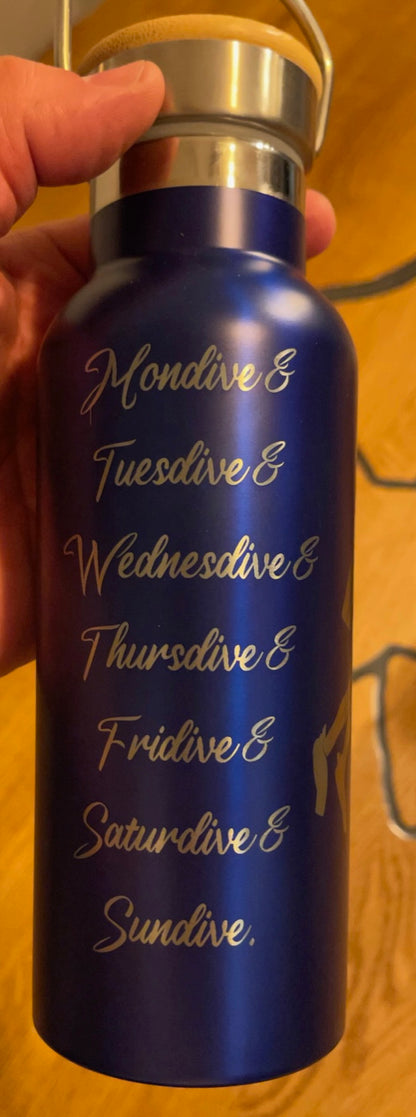 Mondive &
Tuesdive &
Wednesdive &
Thursdive &
Fridive &
Saturdive &
Sundive.